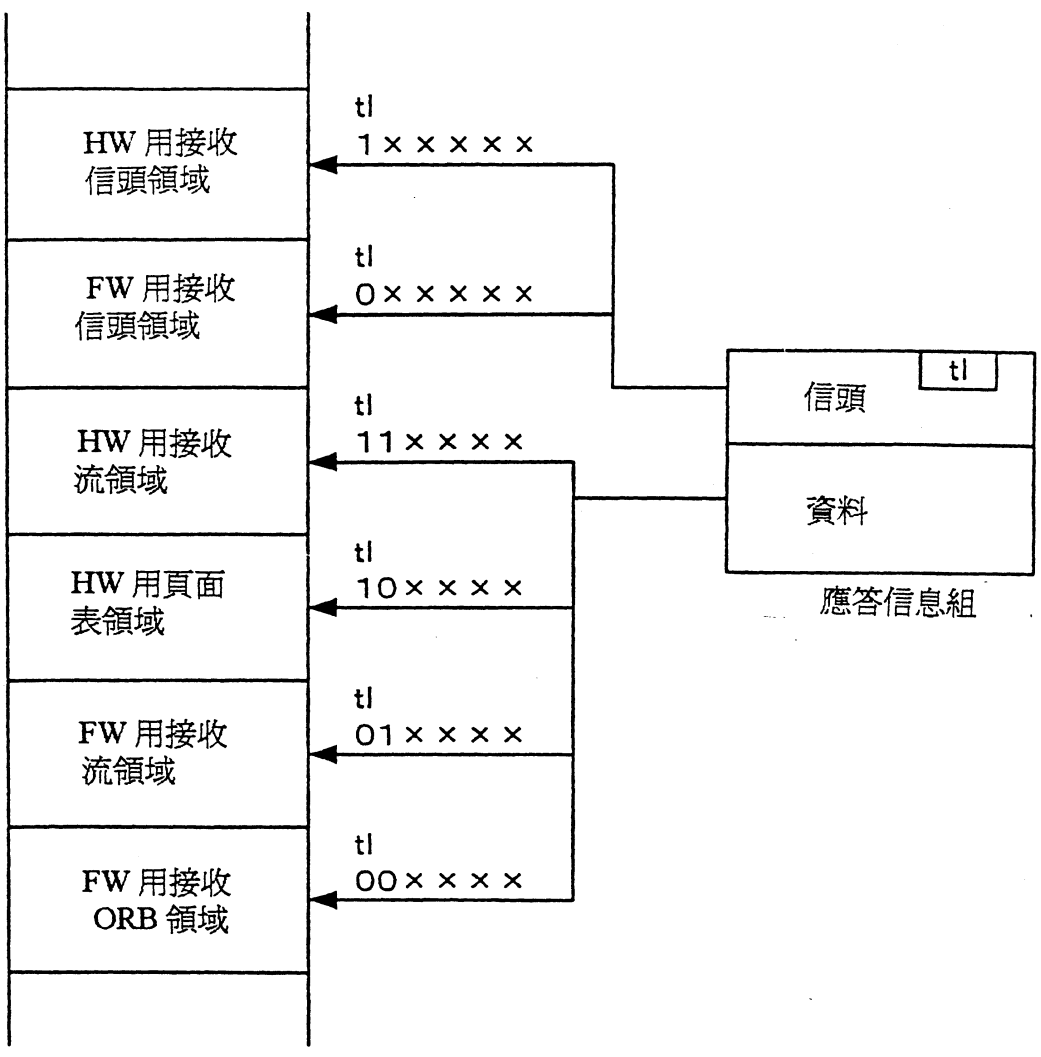 HW 用接收
信頭領域
tl
1×××××
FW 用接收
信頭領域
tl
0×××××
HW 用接收
流領域
tl
11××××
HW 用頁面
表領域
tl
10××××
FW 用接收
流領域
tl
01××××
FW 用接收
ORB 領域
tl
00××××
信頭
tl
資料
應答信息組